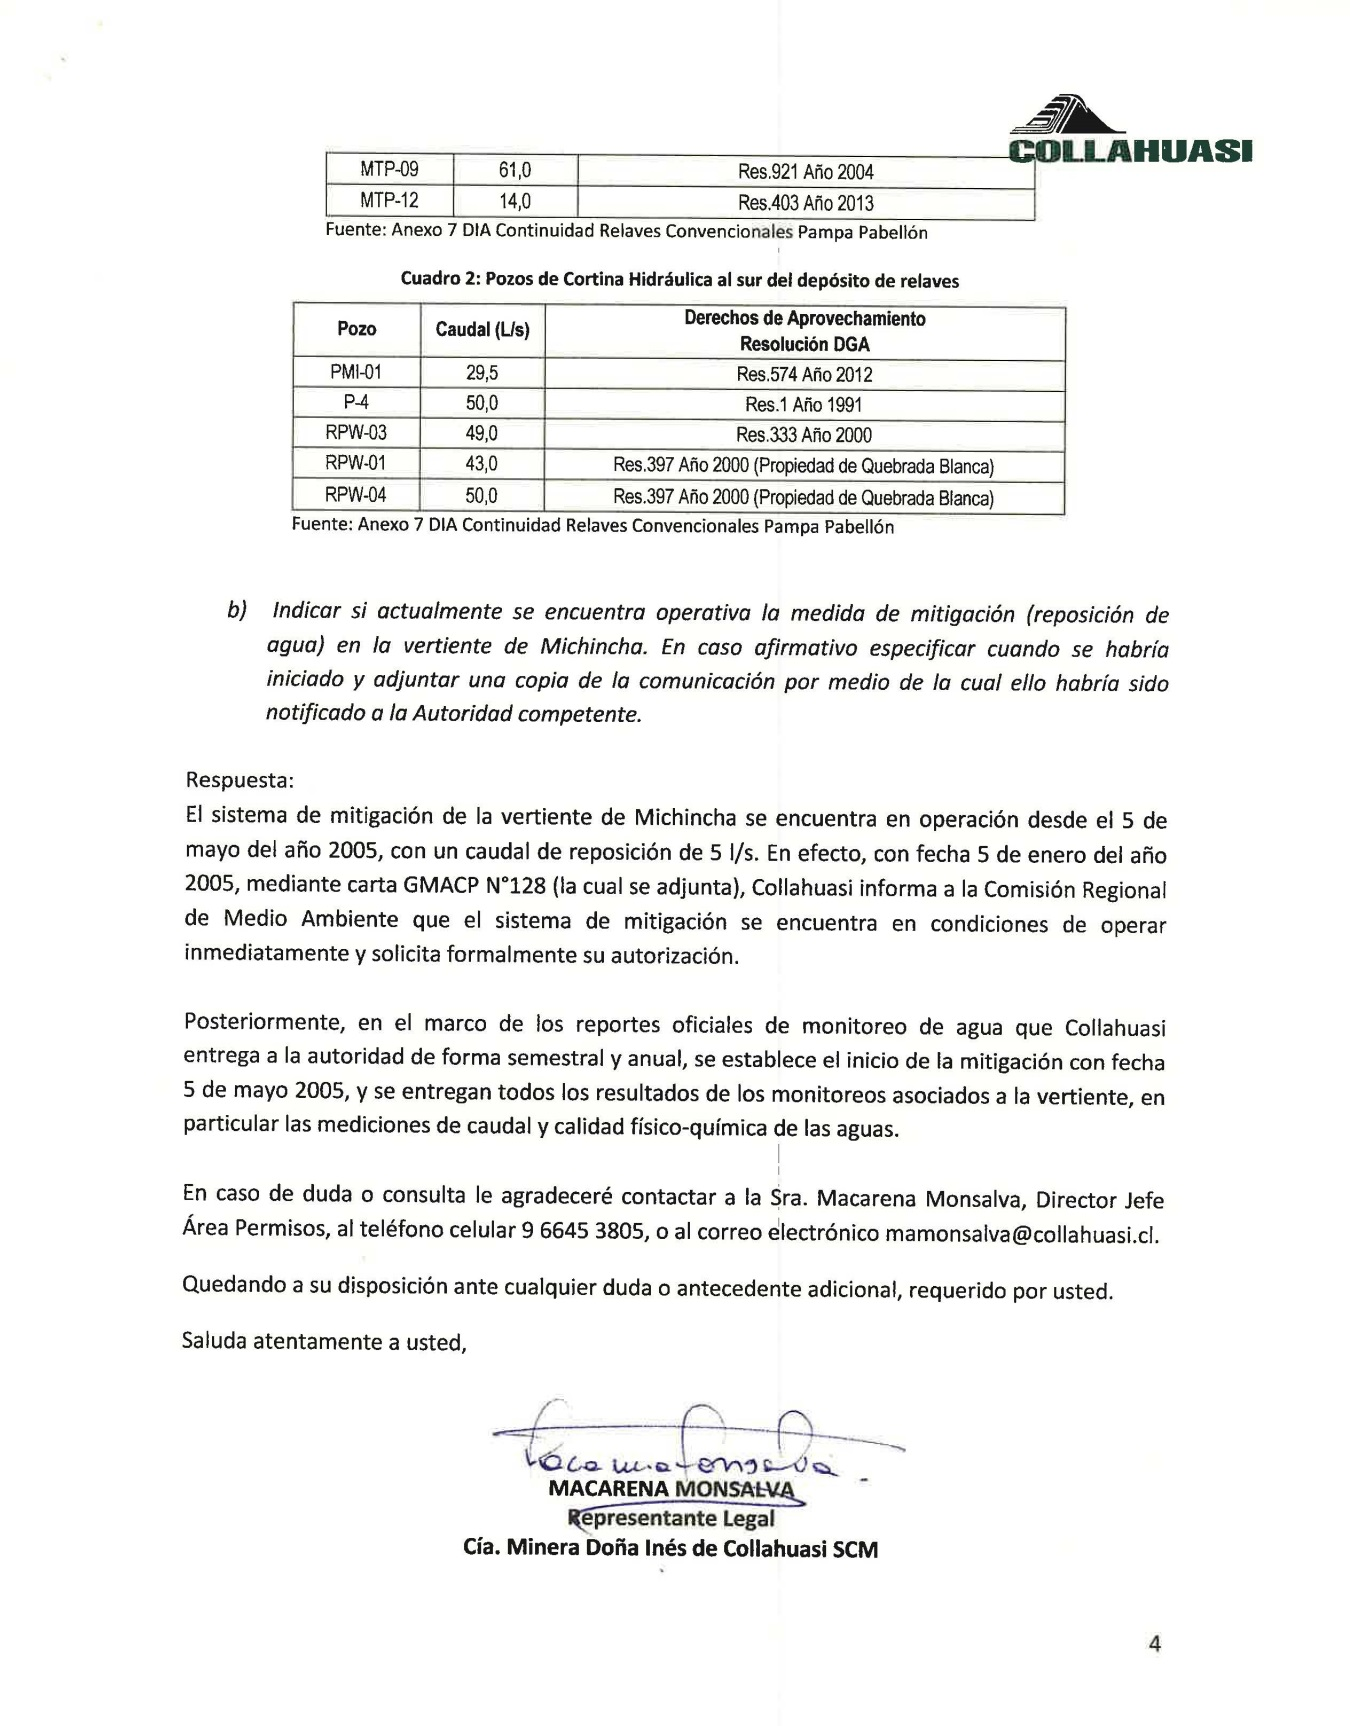 COLLAHUASI
MTP-09 61,0 Res.921 Año 2004
MTP-12 14,0 Res.403 Año 2013
Fuente: Anexo 7 DIA Continuidad Relaves Convencionales Pampa Pabellón
Cuadro 2: Pozos de Cortina Hidráulica al sur del depósito de relaves
Pozo Caudal (L/s) Derechos de Aprovechamiento
Resolución DGA
PMI-01 29,5 Res.574 Año 2012
P-4 50,0 Res.1 Año 1991
RPW-03 49,0 Res.333 Año 2000
RPW-01 43,0 Res.397 Año 2000 (Propiedad de Quebrada Blanca)
RPW-04 50,0 Res.397 Año 2000 (Propiedad de Quebrada Blanca)
Fuente: Anexo 7 DIA Continuidad Relaves Convencionales Pampa Pabellón
b) Indicar si actualmente se encuentra operativa la medida de mitigación (reposición de
agua) en la vertiente de Michincha. En caso afirmativo especificar cuando se habría
iniciado y adjuntar una copia de la comunicación por medio de la cual ello habría sido
notificado a la Autoridad competente.
Respuesta:
El sistema de mitigación de la vertiente de Michincha se encuentra en operación desde el 5 de
mayo del año 2005, con un caudal de reposición de 5 l/s. En efecto, con fecha 5 de enero del año
2005, mediante carta GMACP N°128 (la cual se adjunta), Collahuasi informa a la Comisión Regional
de Medio Ambiente que el sistema de mitigación se encuentra en condiciones de operar
inmediatamente y solicita formalmente su autorización.
Posteriormente, en el marco de los reportes oficiales de monitoreo de agua que Collahuasi
entrega a la autoridad de forma semestral y anual, se establece el inicio de la mitigación con fecha
5 de mayo 2005, y se entregan todos los resultados de los monitoreos asociados a la vertiente, en
particular las mediciones de caudal y calidad físico-química de las aguas.
En caso de duda o consulta le agradeceré contactar a la Sra. Macarena Monsalva, Director Jefe
Área Permisos, al teléfono celular 9 6645 3805, o al correo electrónico mamonsalva@collahuasi.cl.
Quedando a su disposición ante cualquier duda o antecedente adicional, requerido por usted.
Saluda atentamente a usted,
MACARENA MONSALVA
Representante Legal
Cía. Minera Doña Inés de Collahuasi SCM
4